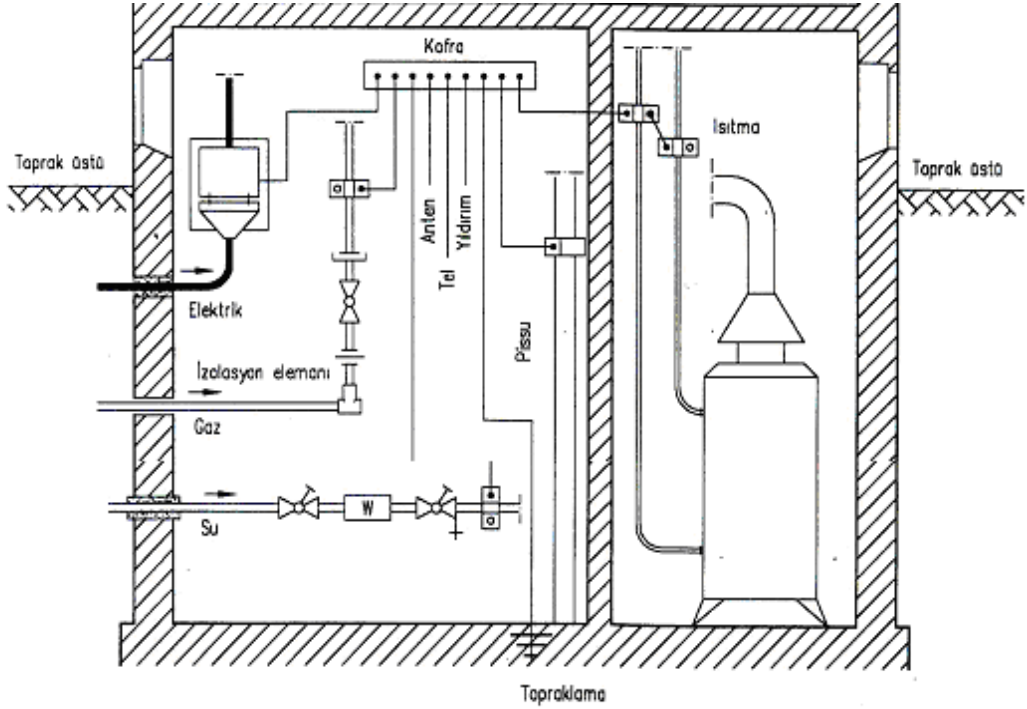 Kofra
Isıtma
Toprak üstü
Toprak üstü
Anten
Yıldırım
Tel
Elektrik
Pissu
İzolasyon elemanı
Gaz
W
Su
Topraklama